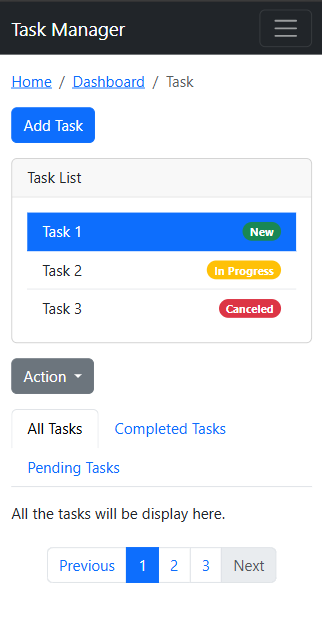 Task Manager
Home / Dashboard / Task
Add Task
Task List
Task 1 New
Task 2 In Progress
Task 3 Canceled
Action
All Tasks Completed Tasks
Pending Tasks
All the tasks will be display here.
Previous 1 2 3 Next